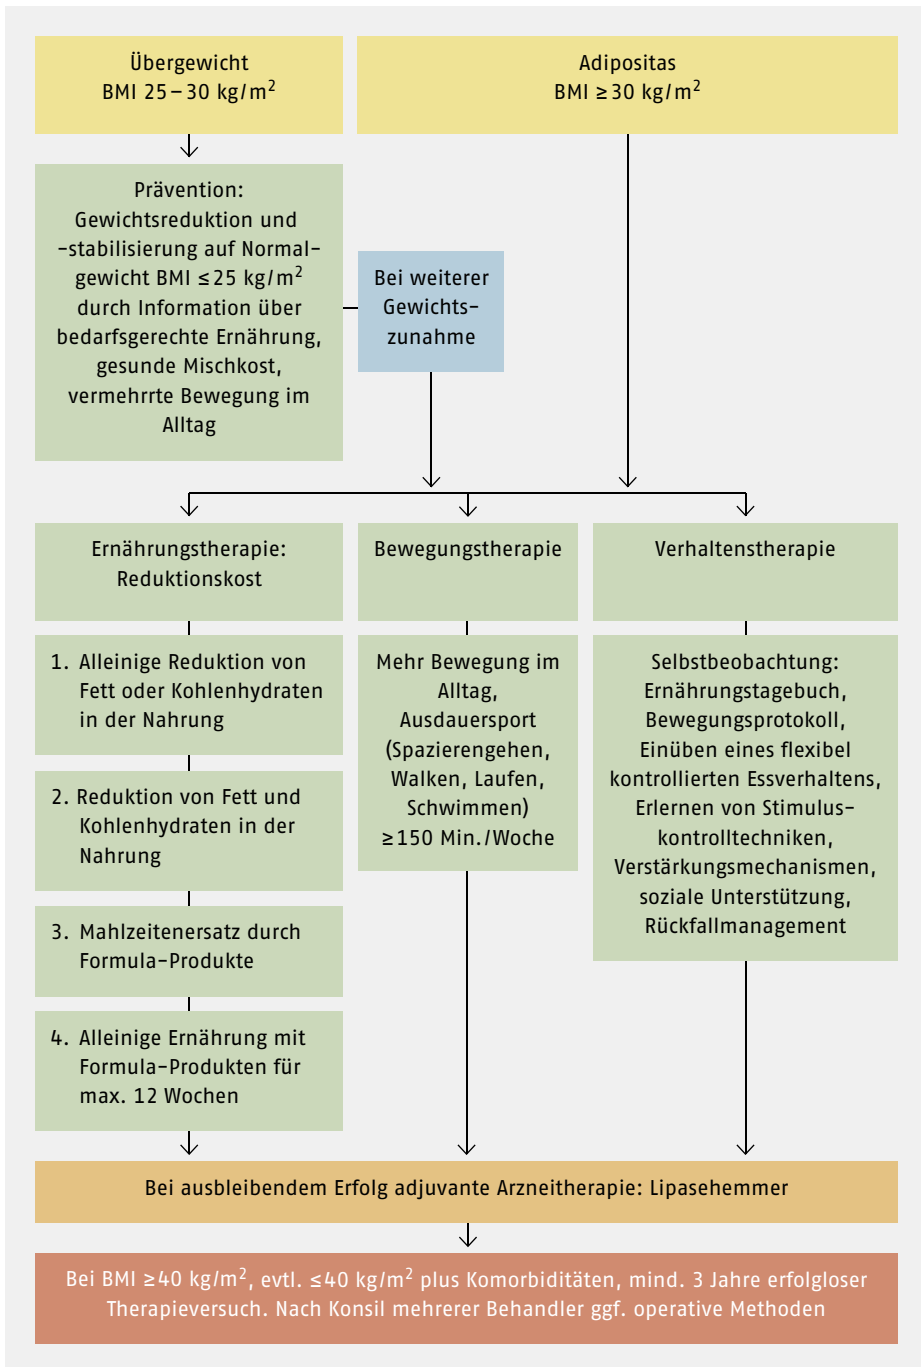 Übergewicht
BMI 25–30 kg/m²
Adipositas
BMI ≥30 kg/m²
Prävention:
Gewichtsreduktion und
-stabilisierung auf Normal-
gewicht BMI ≤25 kg/m²
durch Information über
bedarfsgerechte Ernährung,
gesunde Mischkost,
vermehrrte Bewegung im
Alltag
Bei weiterer
Gewichts-
zunahme
Ernährungstherapie:
Reduktionskost
1. Alleinige Reduktion von
Fett oder Kohlenhydraten
in der Nahrung
2. Reduktion von Fett und
Kohlenhydraten in der
Nahrung
3. Mahlzeitenersatz durch
Formula-Produkte
4. Alleinige Ernährung mit
Formula-Produkten für
max. 12 Wochen
Bewegungstherapie
Mehr Bewegung im
Alltag,
Ausdauersport
(Spazierengehen,
Walken, Laufen,
Schwimmen)
≥150 Min./Woche
Verhaltenstherapie
Selbstbeobachtung:
Ernährungstagebuch,
Bewegungsprotokoll,
Einüben eines flexibel
kontrollierten Essverhaltens,
Erlernen von Stimulus-
kontrolltechniken,
Verstärkungsmechanismen,
soziale Unterstützung,
Rückfallmanagement
Bei ausbleibendem Erfolg adjuvante Arzneitherapie: Lipasehemmer
Bei BMI ≥40 kg/m², evtl. ≤40 kg/m² plus Komorbiditäten, mind. 3 Jahre erfolgloser
Therapieversuch. Nach Konsil mehrerer Behandler ggf. operative Methoden